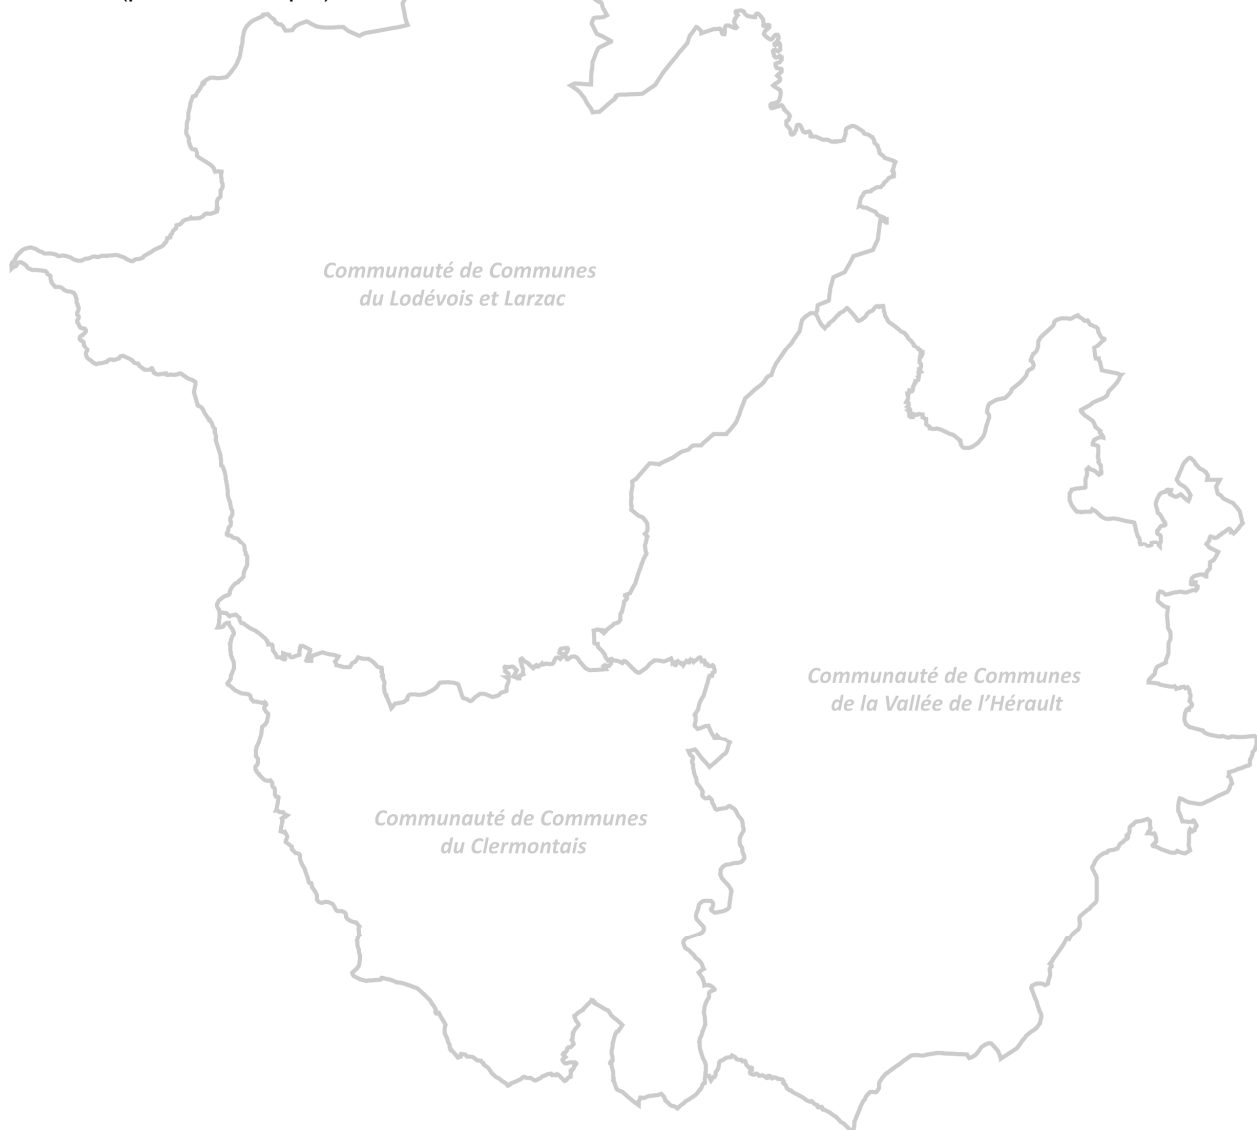 Communauté de Communes
du Lodévois et Larzac
Communauté de Communes
de la Vallée de l'Hérault
Communauté de Communes
du Clermontais